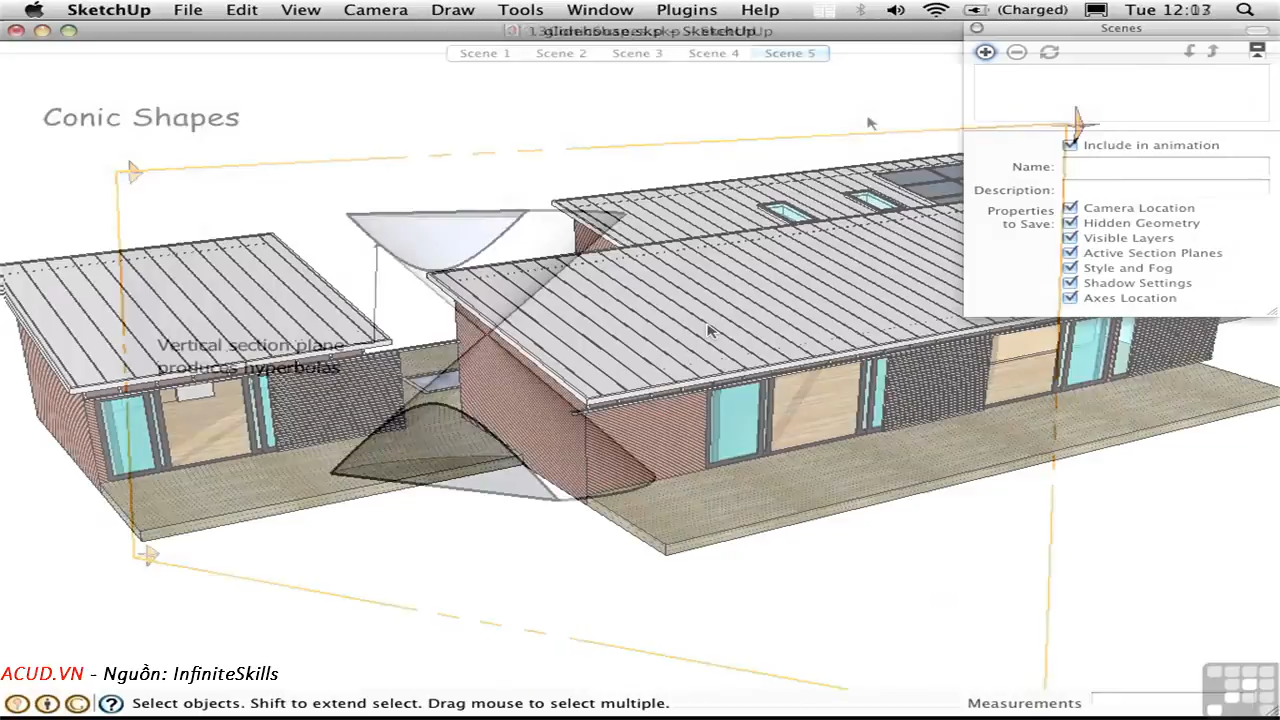 SketchUp File Edit View Camera Draw Tools Window Plugins Help (Charged) Tue 12:03
SketchUp
Scene 1 Scene 2 Scene 3 Scene 4 Scene 5
Scenes
Conic Shapes
Include in animation
Name:
Description:
Properties to Save:
Camera Location
Hidden Geometry
Visible Layers
Active Section Planes
Style and Fog
Shadow Settings
Axes Location
Vertical section plane
produces hyperbolas
ACUD.VN - Nguồn: InfiniteSkills
Select objects. Shift to extend select. Drag mouse to select multiple.
Measurements